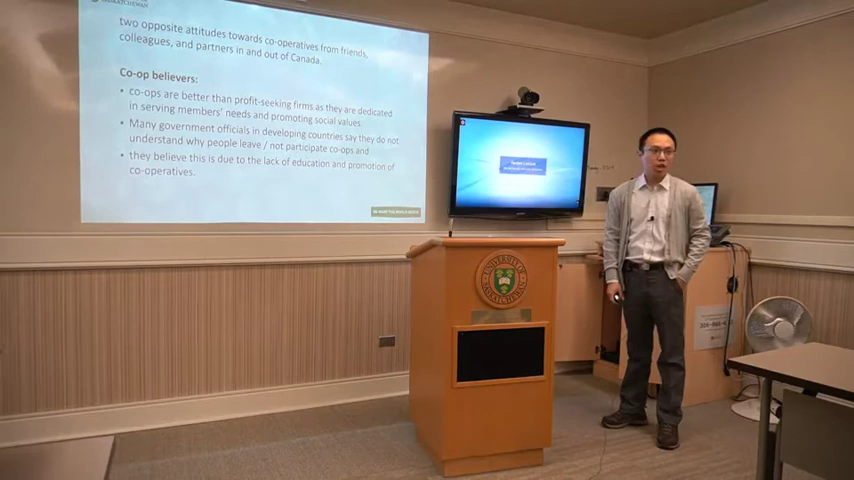 SASKATCHEWAN
two opposite attitudes towards co-operatives from friends,
colleagues, and partners in and out of Canada.
Co-op believers:
• co-ops are better than profit-seeking firms as they are dedicated
in serving members' needs and promoting social values.
• Many government officials in developing countries say they do not
understand why people leave / not participate co-ops and
• they believe this is due to the lack of education and promotion of
co-operatives.
UNIVERSITY OF
SASKATCHEWAN